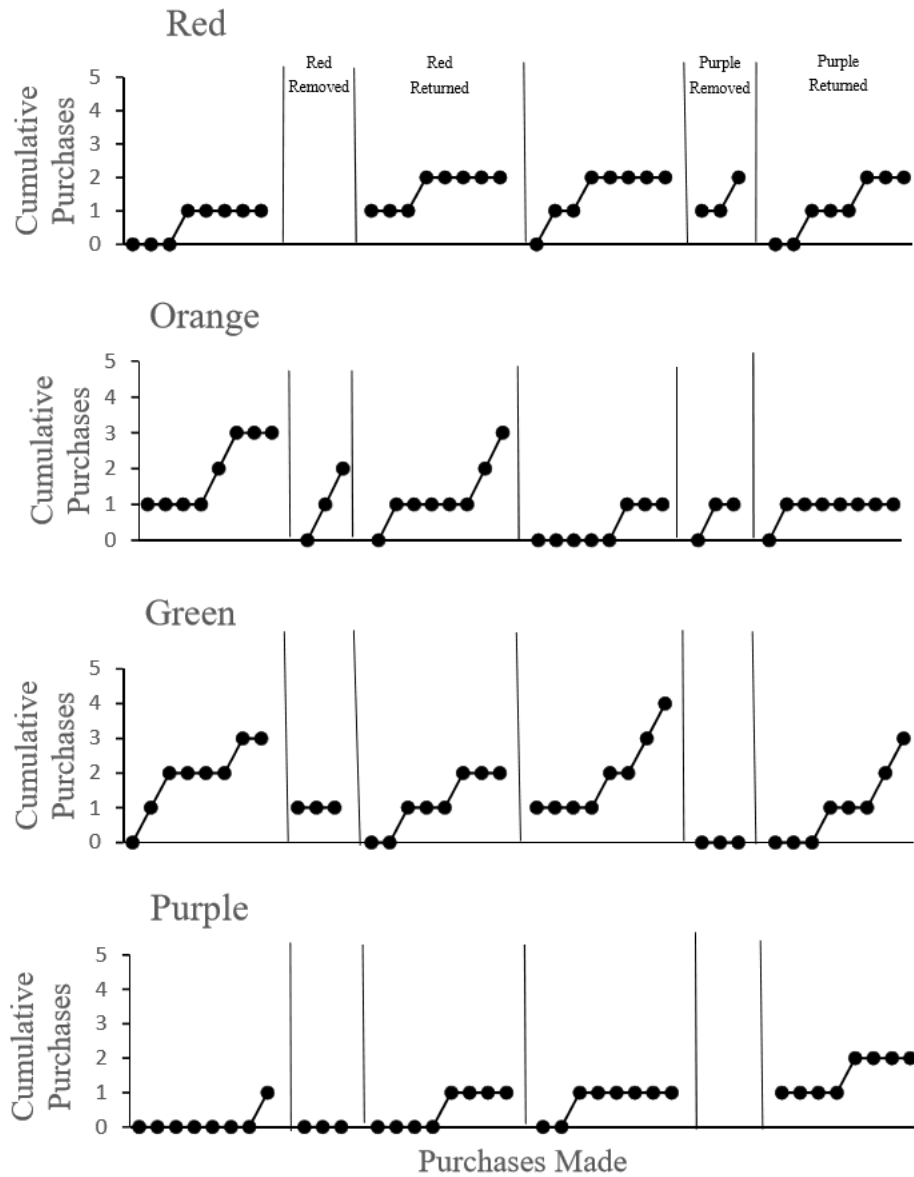 Red
Red
Removed
Red
Returned
Purple
Removed
Purple
Returned
Cumulative
Purchases
5
4
3
2
1
0
Orange
Cumulative
Purchases
5
4
3
2
1
0
Green
Cumulative
Purchases
5
4
3
2
1
0
Purple
Cumulative
Purchases
5
4
3
2
1
0
Purchases Made